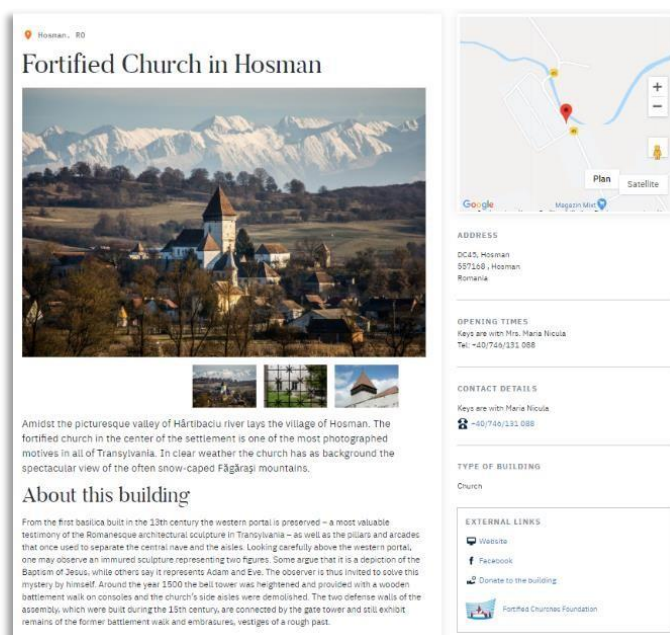 Hosman, RO
Fortified Church in Hosman
Amidst the picturesque valley of Hârtibaciu river lays the village of Hosman. The
fortified church in the center of the settlement is one of the most photographed
motives in all of Transylvania. In clear weather the church has as background the
spectacular view of the often snow-caped Făgărași mountains.
About this building
From the first basilica built in the 13th century the western portal is preserved – a most valuable
testimony of the Romanesque architectural sculpture in Transylvania – as well as the pillars and arcades
that once used to separate the central nave and the aisles. Looking carefully above the western portal,
one may observe an immured sculpture representing two figures. Some argue that it is a depiction of the
Baptism of Jesus, while others say it represents Adam and Eve. The observer is thus invited to solve this
mystery by himself. Around the year 1500 the bell tower was heightened and provided with a wooden
battlement walk on consoles and the church's side aisles were demolished. The two defense walls of the
assembly, which were built during the 15th century, are connected by the gate tower and still exhibit
remains of the former battlement walk and embrasures, vestiges of a rough past.
+
−
Plan
Satellite
Google
Magazin Mixt
ADDRESS
DC45, Hosman
557168 , Hosman
Romania
OPENING TIMES
Keys are with Mrs. Maria Nicula
Tel: +40/746/131 088
CONTACT DETAILS
Keys are with Maria Nicula
+40/746/131 088
TYPE OF BUILDING
Church
EXTERNAL LINKS
Website
Facebook
Donate to the building
Fortified Churches Foundation